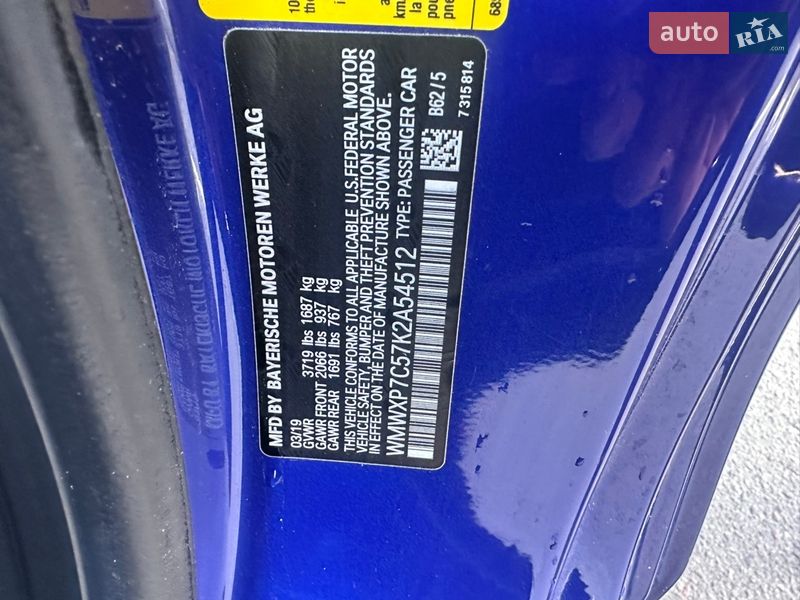 MFD BY BAYERISCHE MOTOREN WERKE AG
03/19
GVWR 3719 lbs 1687 kg
GAWR FRONT 2066 lbs 937 kg
GAWR REAR 1691 lbs 767 kg
THIS VEHICLE CONFORMS TO ALL APPLICABLE U.S.FEDERAL MOTOR
VEHICLE SAFETY, BUMPER AND THEFT PREVENTION STANDARDS
IN EFFECT ON THE DATE OF MANUFACTURE SHOWN ABOVE.
WMWXP7C57K2A54512 TYPE: PASSENGER CAR
B62/5
7 315 814
auto RIA
.com